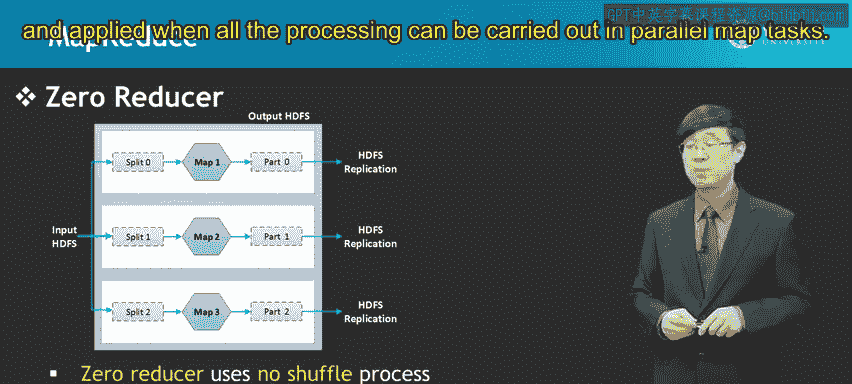 and applied when all the processing can be carried out in parallel map tasks.
MapReduce
UNIVERSITY
❖ Zero Reducer
Output HDFS
Split 0
Map 1
Part 0
HDFS
Replication
Input
HDFS
Split 1
Map 2
Part 1
HDFS
Replication
Split 2
Map 3
Part 2
HDFS
Replication
▪ Zero reducer uses no shuffle process